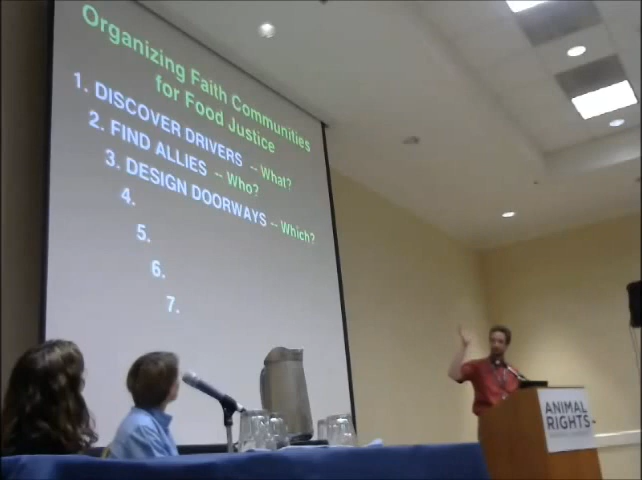 Organizing Faith Communities
for Food Justice
1. DISCOVER DRIVERS -- What?
2. FIND ALLIES -- Who?
3. DESIGN DOORWAYS -- Which?
4.
5.
6.
7.
ANIMAL
RIGHTS